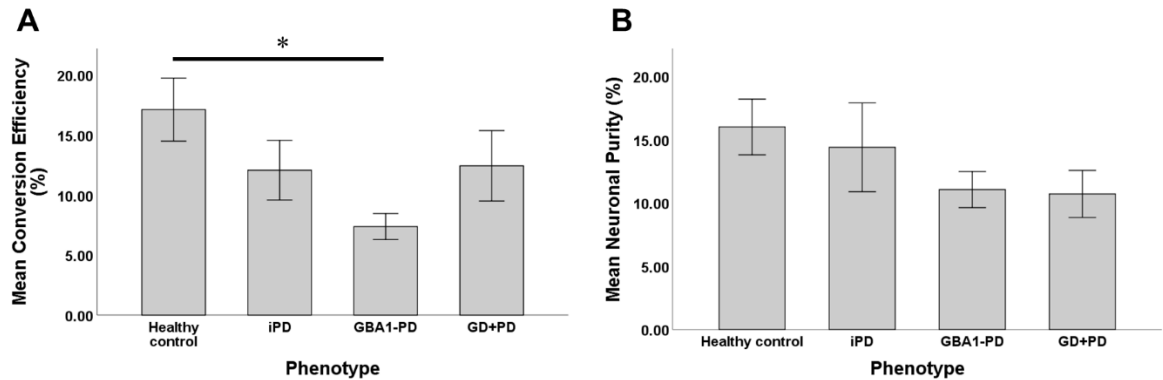 A
*
Mean Conversion Efficiency
(%)
20.00
15.00
10.00
5.00
0.00
Healthy
control
iPD
GBA1-PD
GD+PD
Phenotype
B
Mean Neuronal Purity (%)
20.00
15.00
10.00
5.00
0.00
Healthy control
iPD
GBA1-PD
GD+PD
Phenotype